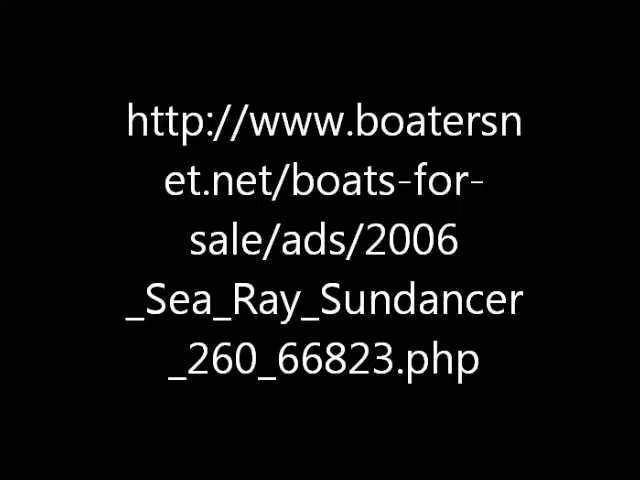 http://www.boatersn
et.net/boats-for-
sale/ads/2006
_Sea_Ray_Sundancer
_260_66823.php